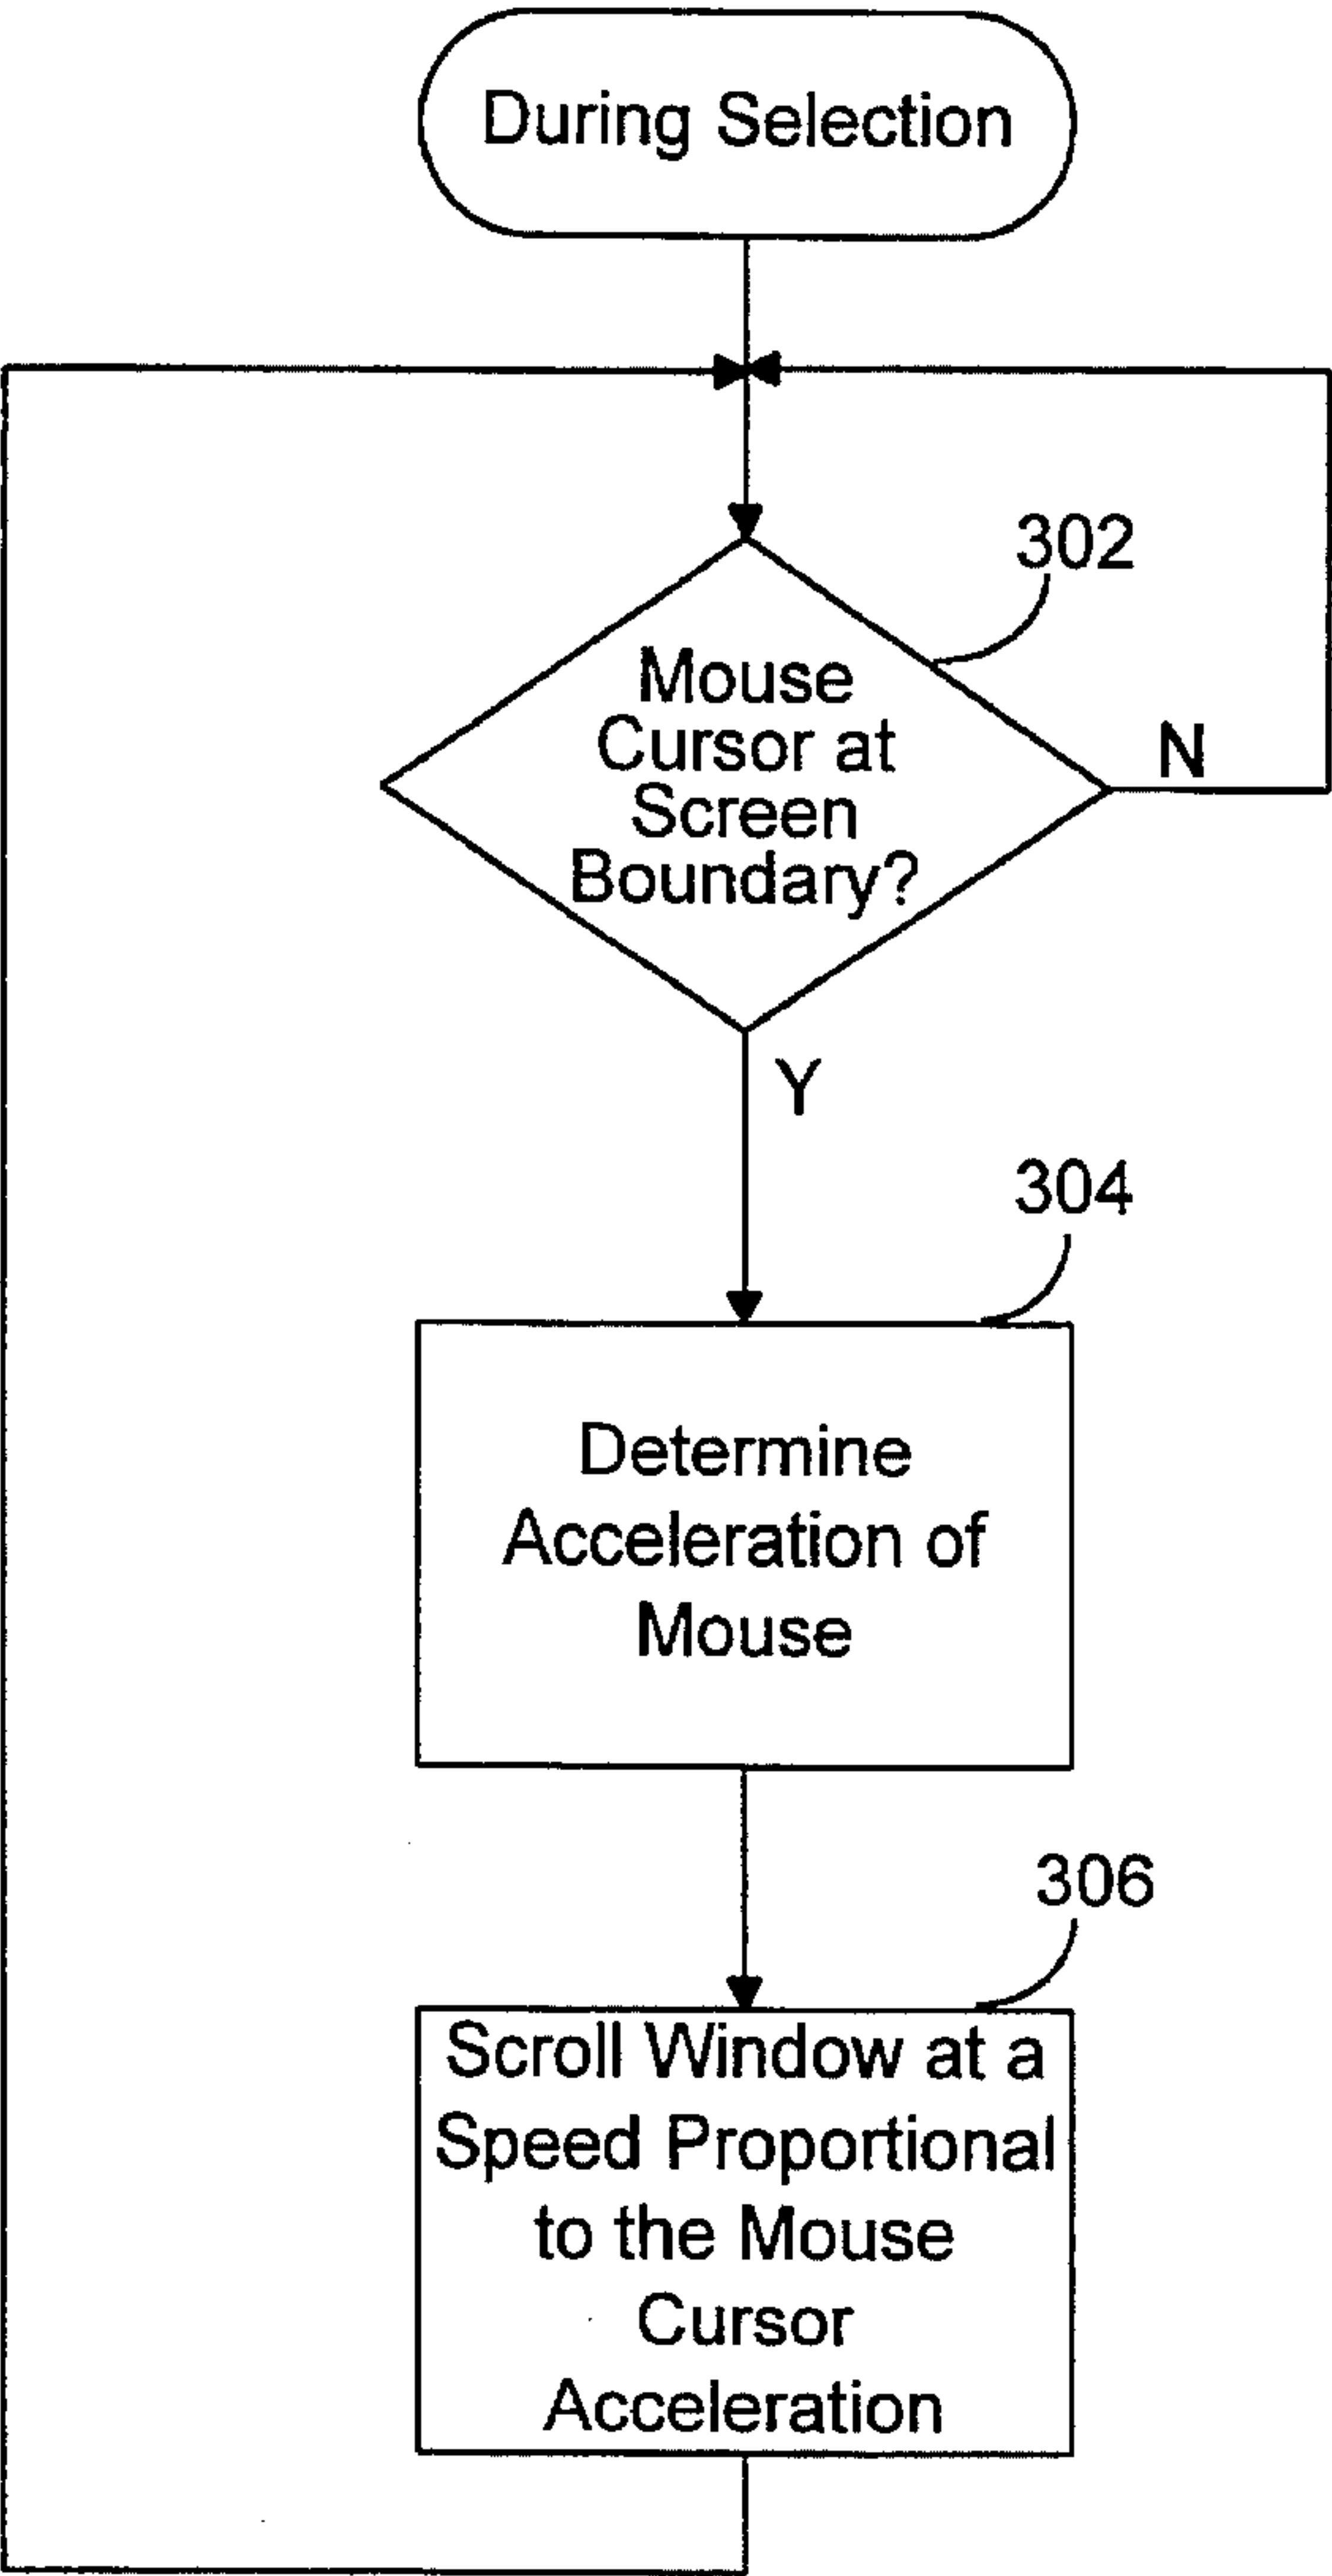 During Selection
302
Mouse
Cursor at
Screen
Boundary?
N
Y
304
Determine
Acceleration of
Mouse
306
Scroll Window at a
Speed Proportional
to the Mouse
Cursor
Acceleration